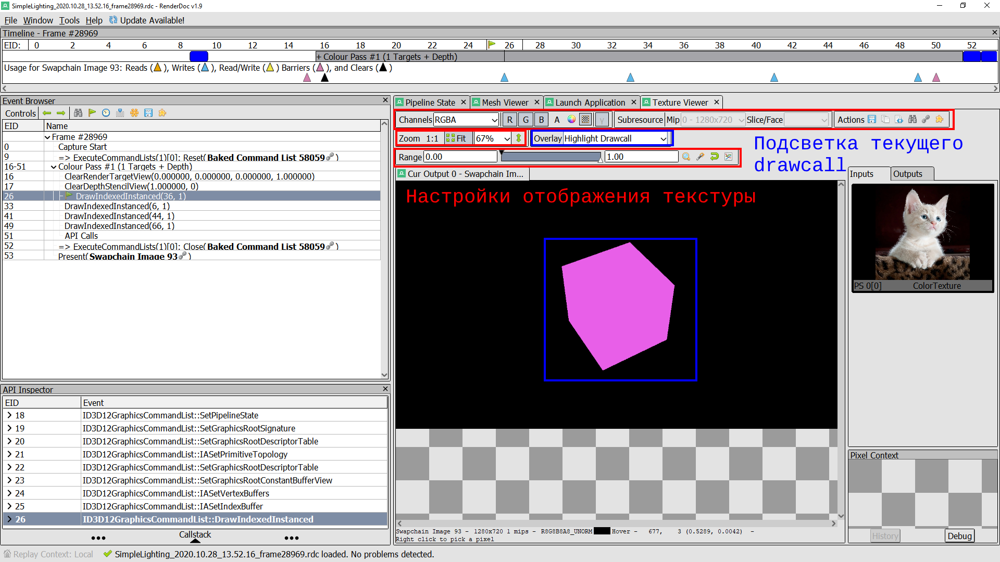 SimpleLighting_2020.10.28_13.52.16_frame28969.rdc - RenderDoc v1.9
File Window Tools Help Update Available!
Timeline - Frame #28969
EID: 0 2 4 6 8 10 12 14 16 18 20 22 24 26 28 30 32 34 36 38 40 42 44 46 48 50 52
+ Colour Pass #1 (1 Targets + Depth)
Usage for Swapchain Image 93: Reads ( ), Writes ( ), Read/Write ( ) Barriers ( ), and Clears ( )
Event Browser
Controls
EID Name
Frame #28969
0 Capture Start
9 => ExecuteCommandLists(1)[0]: Reset(Baked Command List 58059 )
16-51 Colour Pass #1 (1 Targets + Depth)
16 ClearRenderTargetView(0.000000, 0.000000, 0.000000, 1.000000)
17 ClearDepthStencilView(1.000000, 0)
26 DrawIndexedInstanced(36, 1)
33 DrawIndexedInstanced(6, 1)
41 DrawIndexedInstanced(44, 1)
49 DrawIndexedInstanced(66, 1)
51 API Calls
52 => ExecuteCommandLists(1)[0]: Close(Baked Command List 58059 )
53 Present(Swapchain Image 93 )
API Inspector
EID Event
18 ID3D12GraphicsCommandList::SetPipelineState
19 ID3D12GraphicsCommandList::SetGraphicsRootSignature
20 ID3D12GraphicsCommandList::SetGraphicsRootDescriptorTable
21 ID3D12GraphicsCommandList::IASetPrimitiveTopology
22 ID3D12GraphicsCommandList::SetGraphicsRootDescriptorTable
23 ID3D12GraphicsCommandList::SetGraphicsRootConstantBufferView
24 ID3D12GraphicsCommandList::IASetVertexBuffers
25 ID3D12GraphicsCommandList::IASetIndexBuffer
26 ID3D12GraphicsCommandList::DrawIndexedInstanced
Callstack
Pipeline State Mesh Viewer Launch Application Texture Viewer
Channels RGBA R G B A γ Subresource Mip 0 - 1280x720 Slice/Face Actions
Zoom 1:1 Fit 67% Overlay Highlight Drawcall
Подсветка текущего
drawcall
Range 0.00 1.00
Cur Output 0 - Swapchain Im...
Настройки отображения текстуры
Inputs Outputs
PS 0[0] ColorTexture
Pixel Context
History Debug
Swapchain Image 93 - 1280x720 1 mips - R8G8B8A8_UNORM Hover - 677, 3 (0.5289, 0.0042) -
Right click to pick a pixel
Replay Context: Local SimpleLighting_2020.10.28_13.52.16_frame28969.rdc loaded. No problems detected.